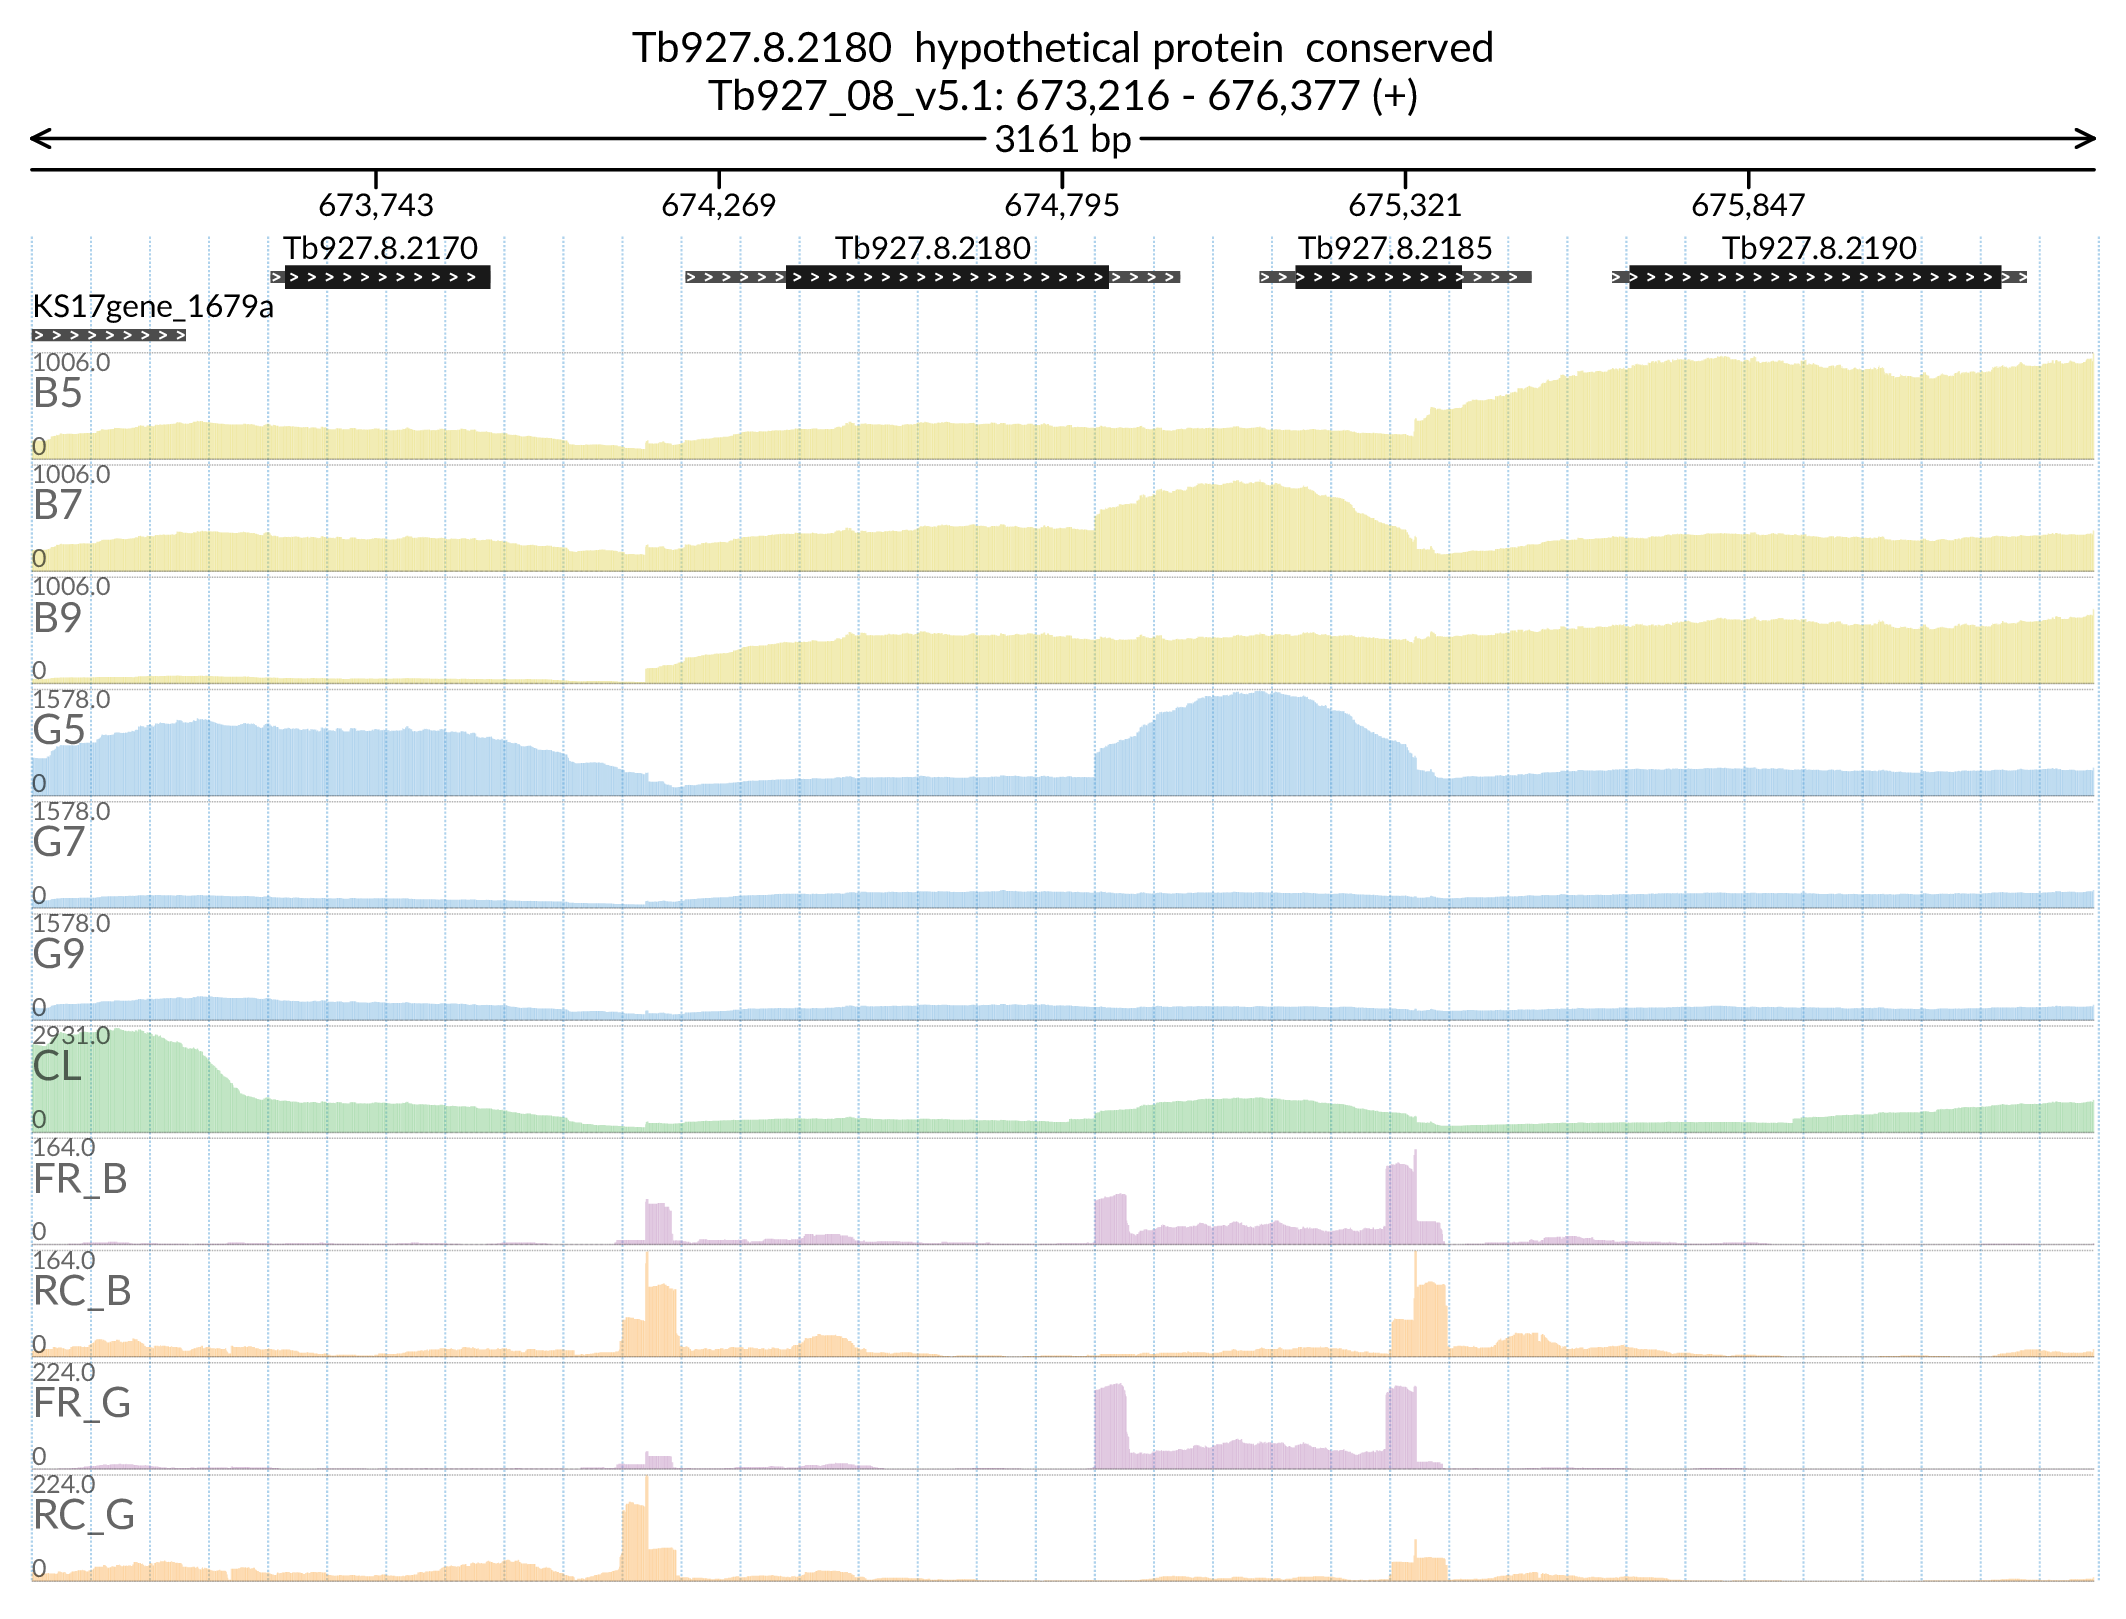 Tb927.8.2180  hypothetical protein  conserved
Tb927_08_v5.1: 673,216 - 676,377 (+)
3161 bp
673,743 674,269 674,795 675,321 675,847
Tb927.8.2170 Tb927.8.2180 Tb927.8.2185 Tb927.8.2190
KS17gene_1679a
1006.0
B5
0
1006.0
B7
0
1006.0
B9
0
1578.0
G5
0
1578.0
G7
0
1578.0
G9
0
2931.0
CL
0
164.0
FR_B
0
164.0
RC_B
0
224.0
FR_G
0
224.0
RC_G
0